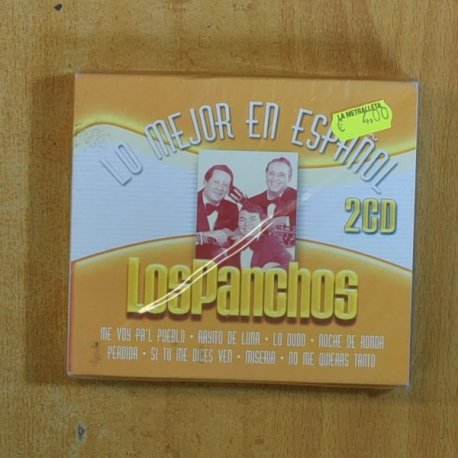 LA METRALLETA
€ 4,00
LO MEJOR EN ESPAÑOL
2CD
LosPanchos
ME VOY PA'L PUEBLO • RAYITO DE LUNA • LO DUDO • NOCHE DE RONDA
PERDIDA • SI TU ME DICES VEN • MISERIA • NO ME QUIERAS TANTO